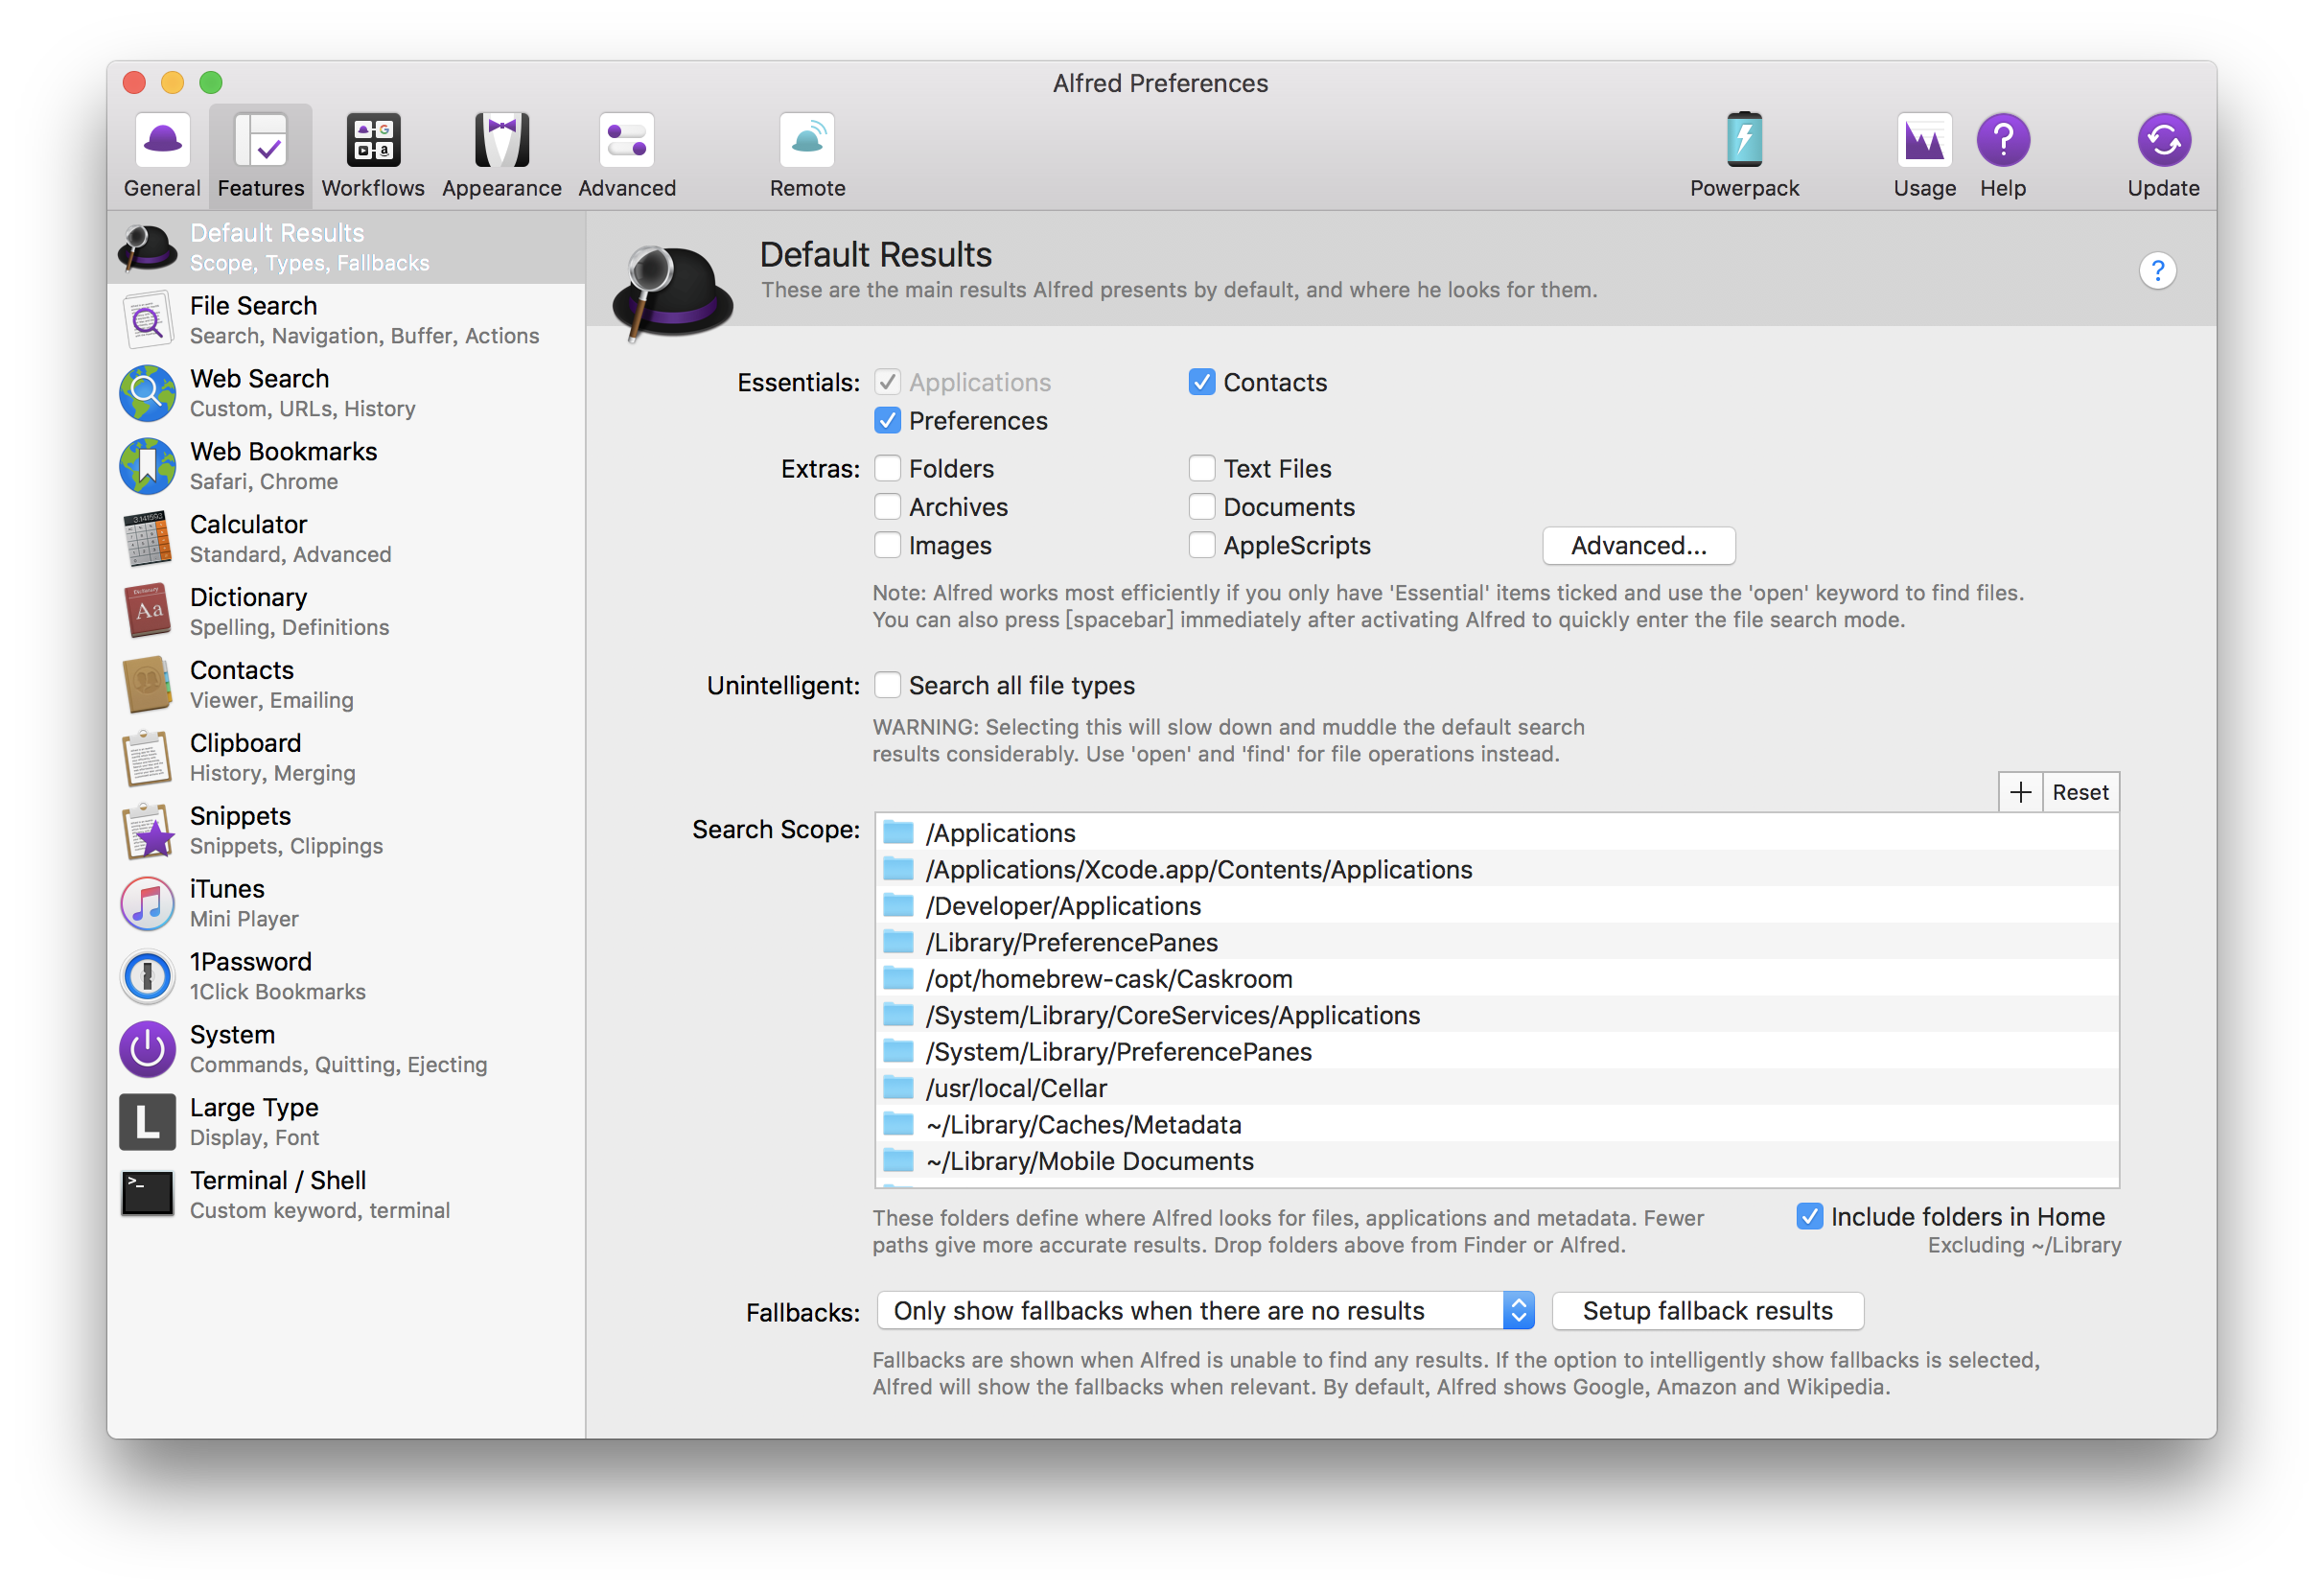 Alfred Preferences
General Features Workflows Appearance Advanced Remote Powerpack Usage Help Update
Default Results
Scope, Types, Fallbacks
File Search
Search, Navigation, Buffer, Actions
Web Search
Custom, URLs, History
Web Bookmarks
Safari, Chrome
Calculator
Standard, Advanced
Dictionary
Spelling, Definitions
Contacts
Viewer, Emailing
Clipboard
History, Merging
Snippets
Snippets, Clippings
iTunes
Mini Player
1Password
1Click Bookmarks
System
Commands, Quitting, Ejecting
Large Type
Display, Font
Terminal / Shell
Custom keyword, terminal
Default Results
These are the main results Alfred presents by default, and where he looks for them.
?
Essentials: Applications Contacts
Preferences
Extras: Folders Text Files
Archives Documents
Images AppleScripts Advanced...
Note: Alfred works most efficiently if you only have 'Essential' items ticked and use the 'open' keyword to find files.
You can also press [spacebar] immediately after activating Alfred to quickly enter the file search mode.
Unintelligent: Search all file types
WARNING: Selecting this will slow down and muddle the default search
results considerably. Use 'open' and 'find' for file operations instead.
+ Reset
Search Scope: /Applications
/Applications/Xcode.app/Contents/Applications
/Developer/Applications
/Library/PreferencePanes
/opt/homebrew-cask/Caskroom
/System/Library/CoreServices/Applications
/System/Library/PreferencePanes
/usr/local/Cellar
~/Library/Caches/Metadata
~/Library/Mobile Documents
These folders define where Alfred looks for files, applications and metadata. Fewer
paths give more accurate results. Drop folders above from Finder or Alfred.
Include folders in Home
Excluding ~/Library
Fallbacks: Only show fallbacks when there are no results Setup fallback results
Fallbacks are shown when Alfred is unable to find any results. If the option to intelligently show fallbacks is selected,
Alfred will show the fallbacks when relevant. By default, Alfred shows Google, Amazon and Wikipedia.